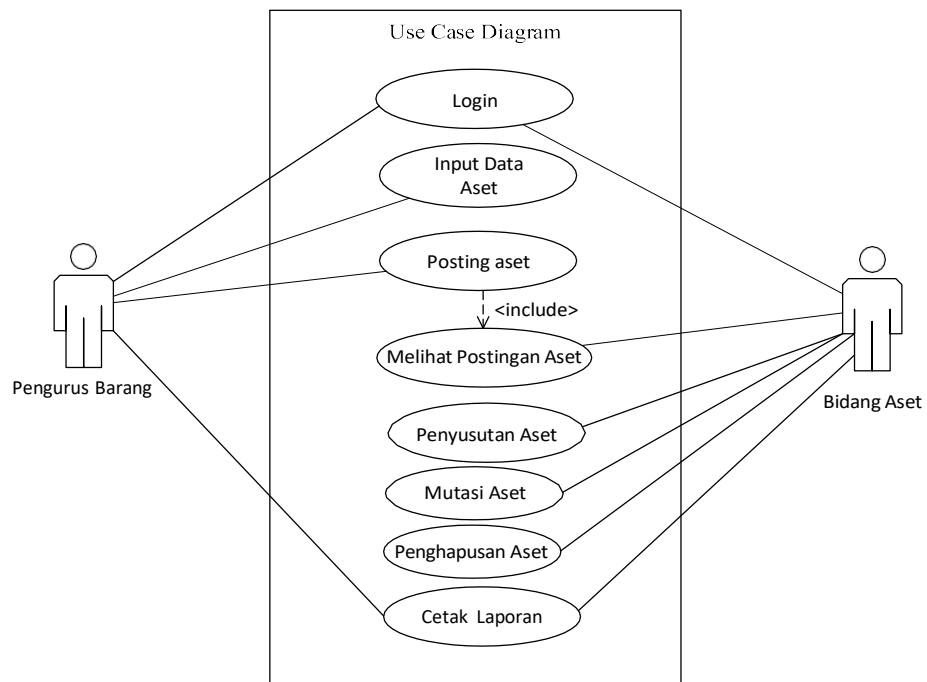 Use Case Diagram
Login
Input Data
Aset
Posting aset
<include>
Melihat Postingan Aset
Pengurus Barang
Bidang Aset
Penyusutan Aset
Mutasi Aset
Penghapusan Aset
Cetak Laporan